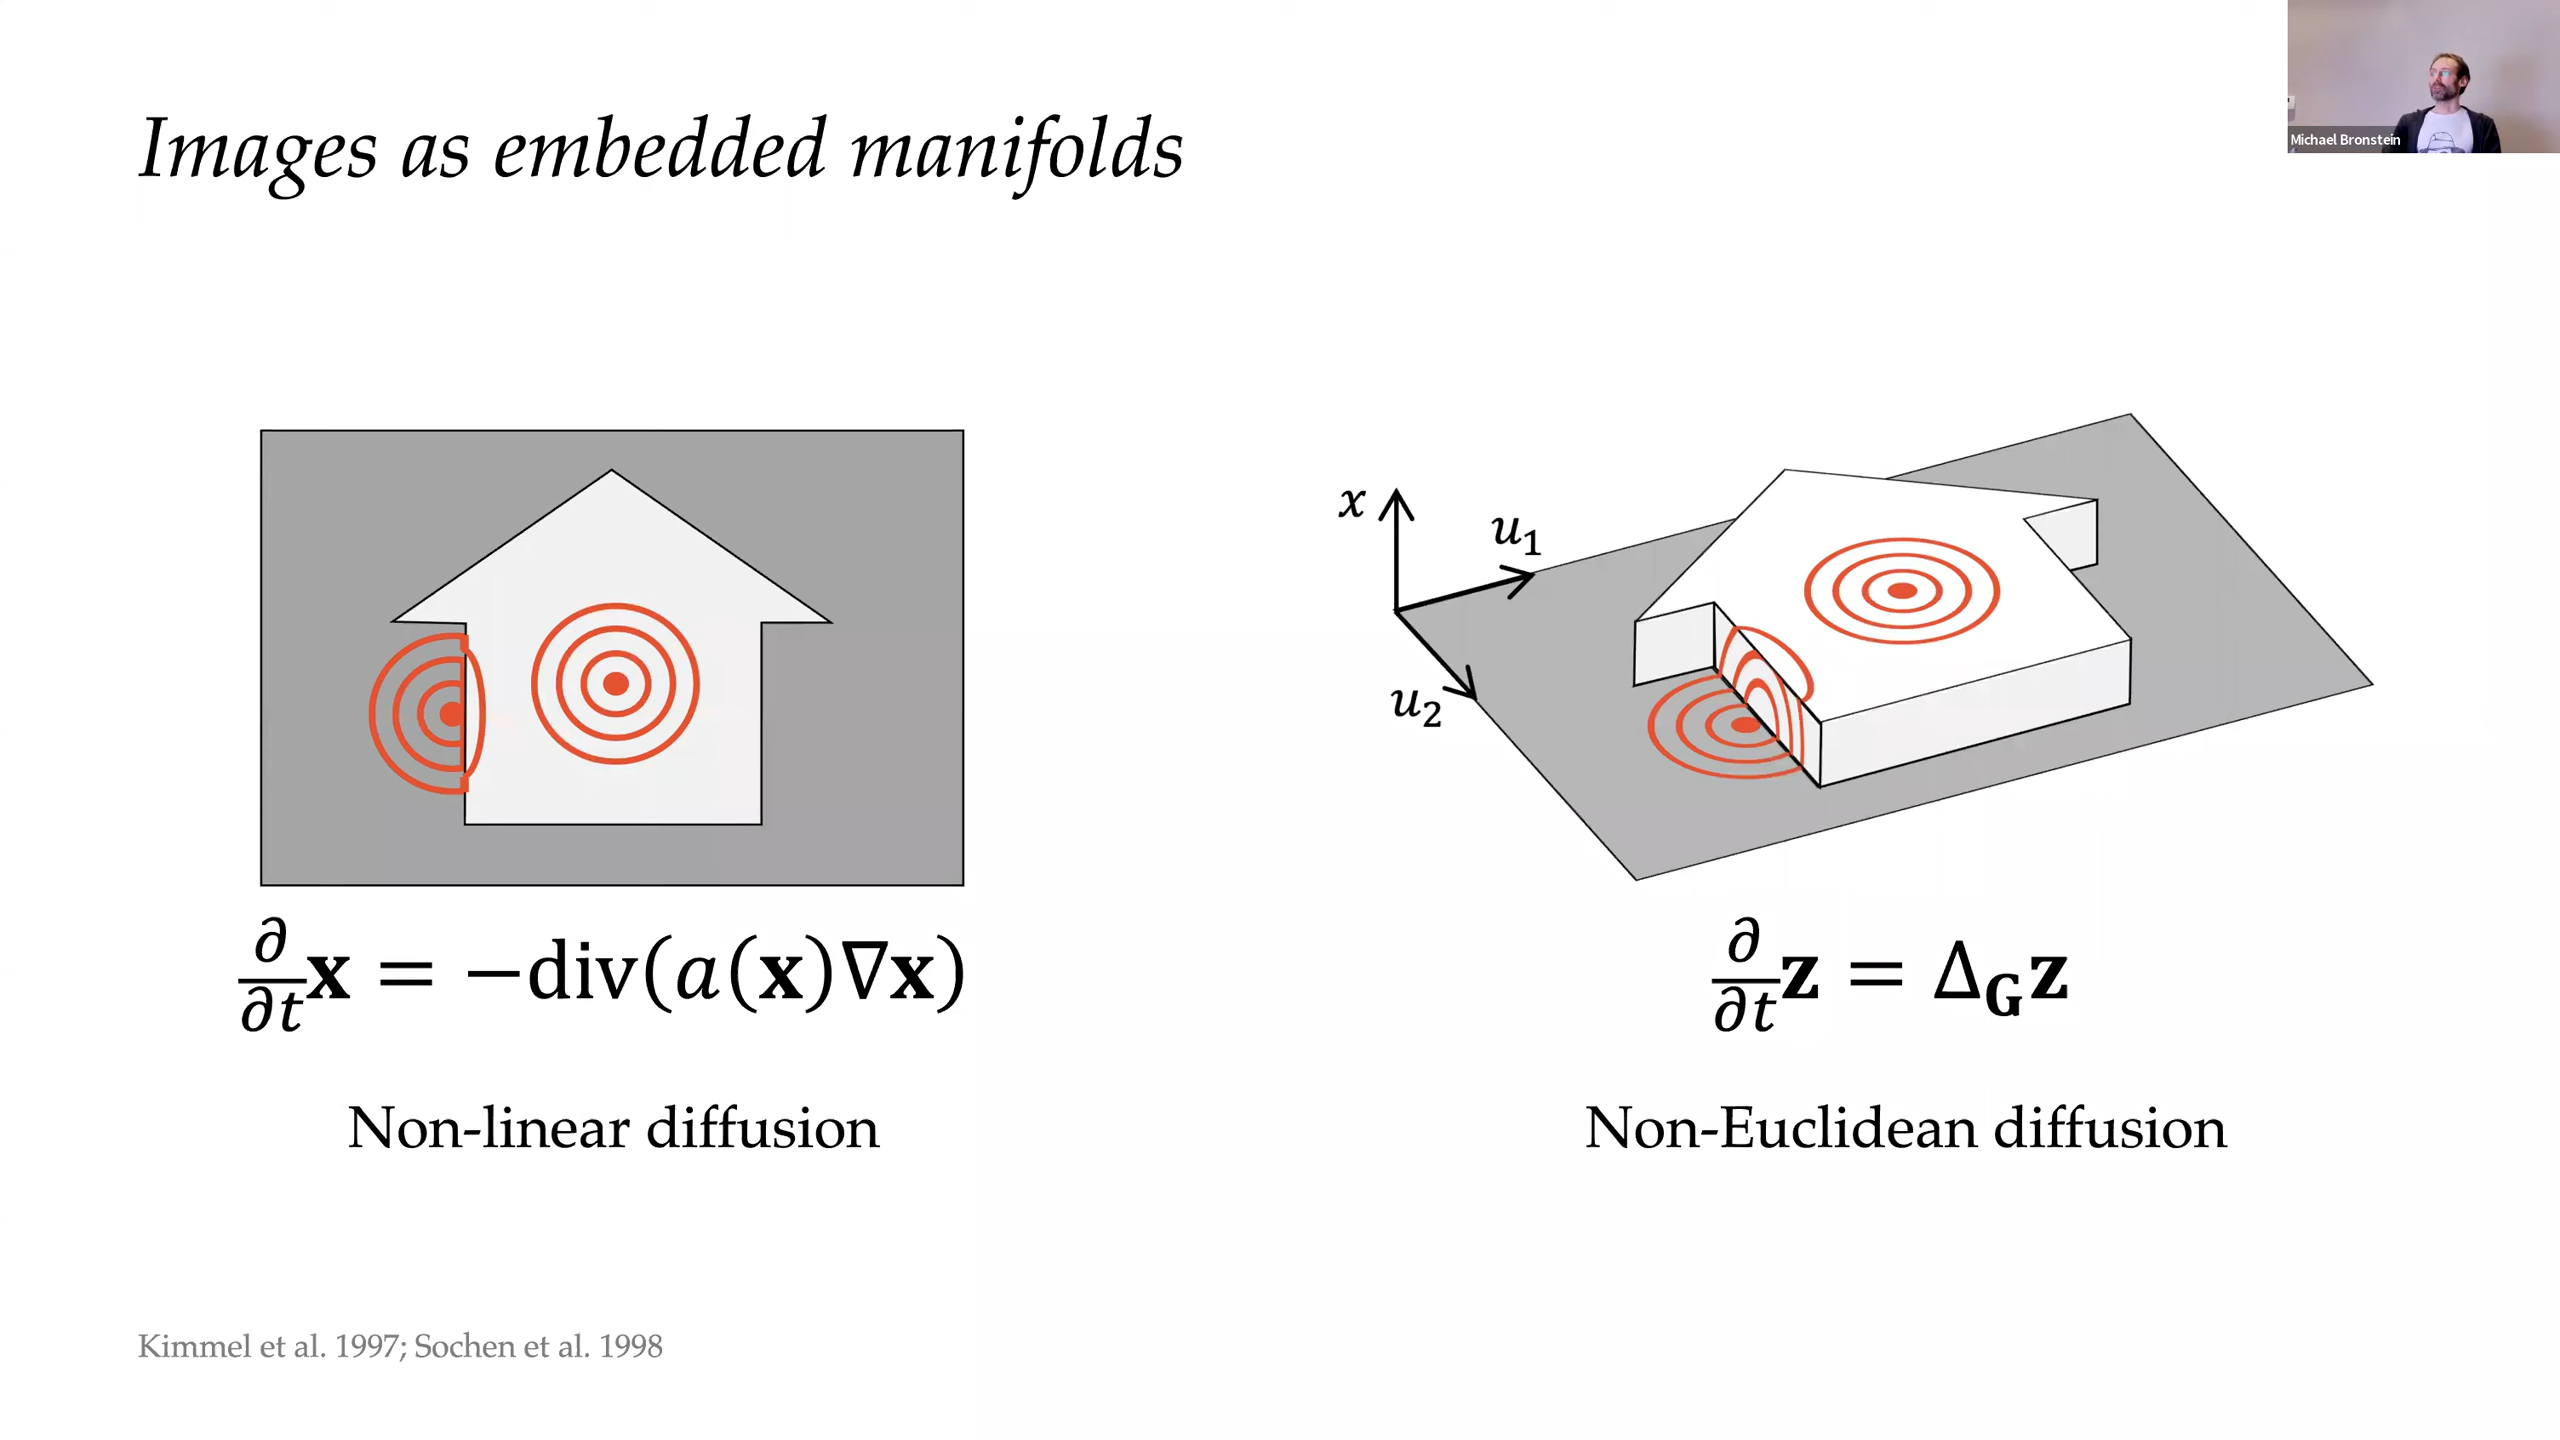 Images as embedded manifolds
Michael Bronstein
x
u₁
u₂
∂/∂t 𝐱 = −div(a(𝐱)∇𝐱)
∂/∂t 𝐳 = Δ_𝐆 𝐳
Non-linear diffusion
Non-Euclidean diffusion
Kimmel et al. 1997; Sochen et al. 1998